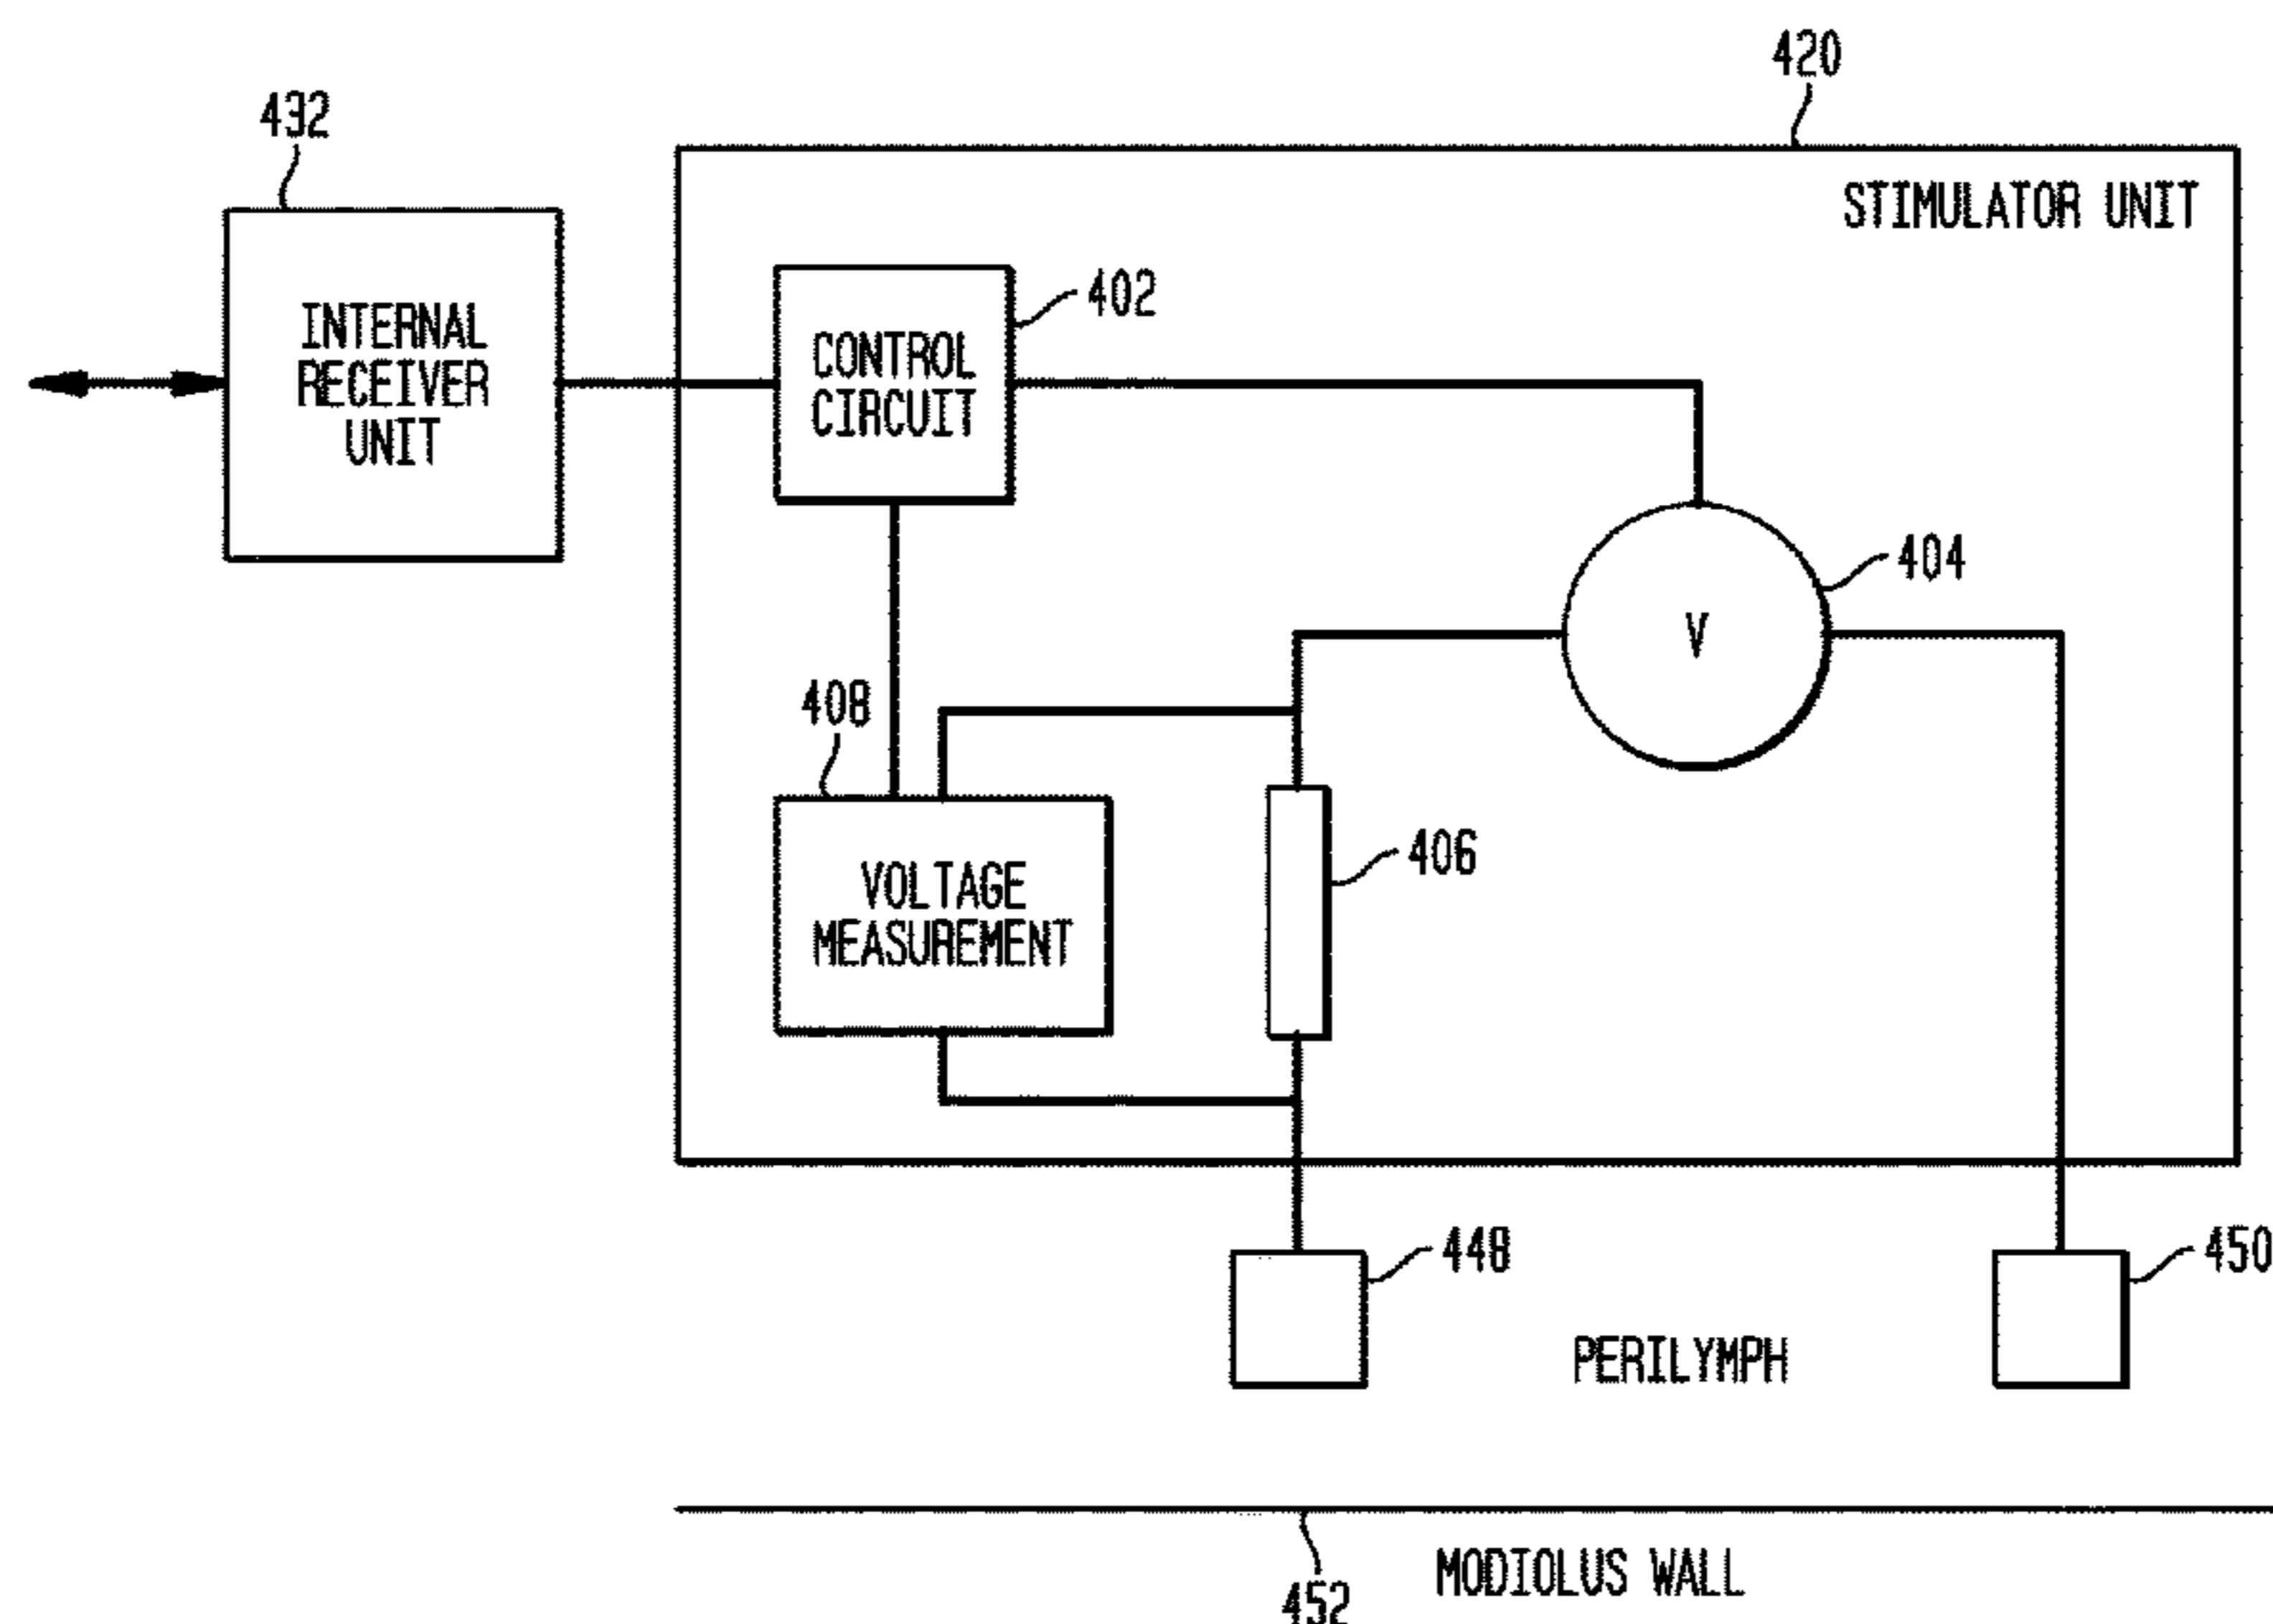 420
432
STIMULATOR UNIT
402
INTERNAL
RECEIVER
UNIT
CONTROL
CIRCUIT
404
V
408
406
VOLTAGE
MEASUREMENT
448
450
PERILYMPH
452
MODIOLUS WALL